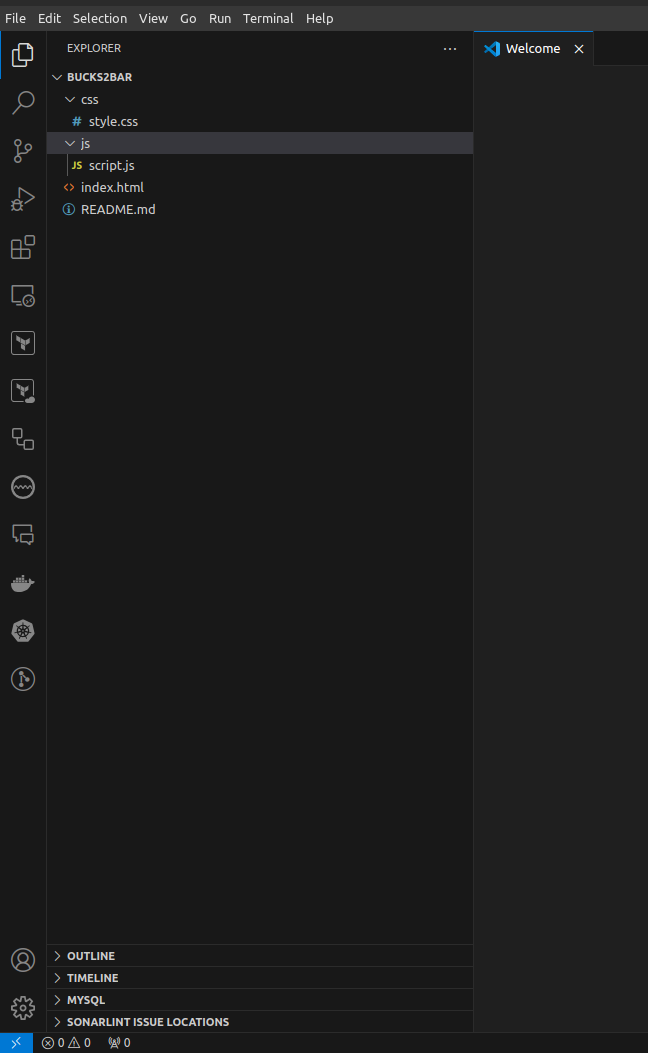 File Edit Selection View Go Run Terminal Help
EXPLORER
Welcome
BUCKS2BAR
css
# style.css
js
JS script.js
<> index.html
README.md
OUTLINE
TIMELINE
MYSQL
SONARLINT ISSUE LOCATIONS
0 0 0